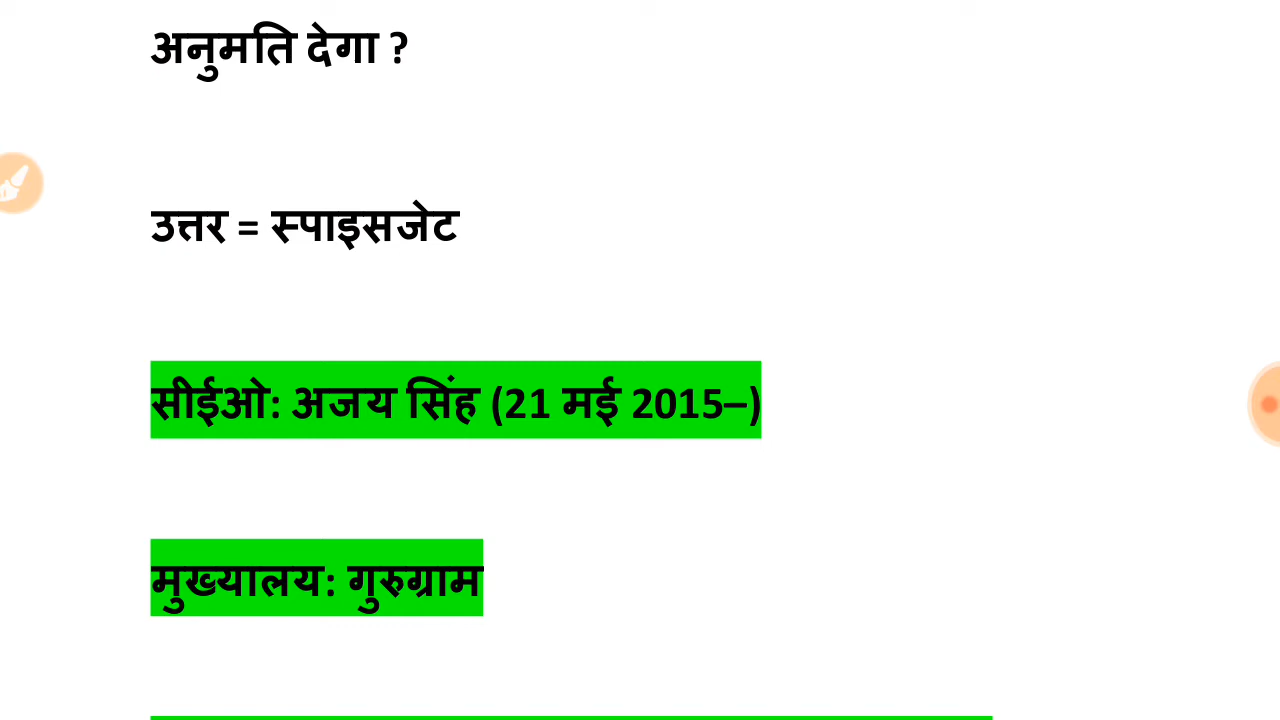 अनुमति देगा ?
उत्तर = स्पाइसजेट
सीईओ: अजय सिंह (21 मई 2015–)
मुख्यालय: गुरुग्राम